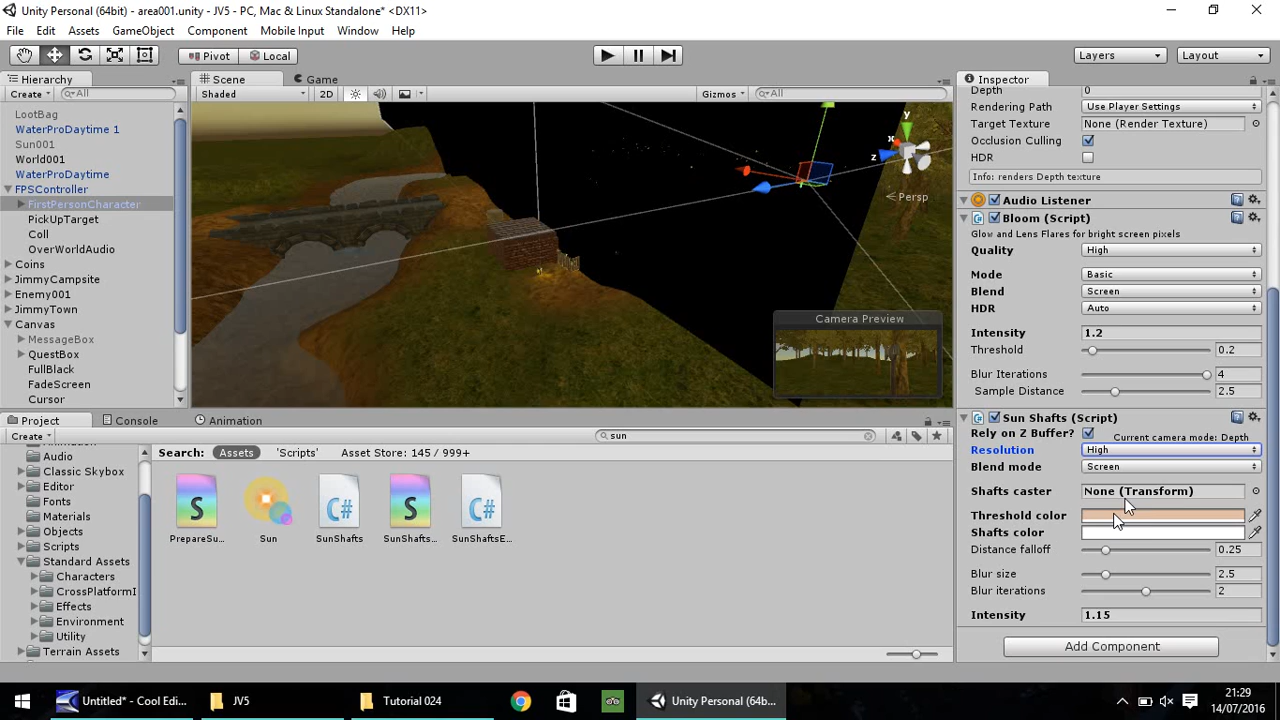 Unity Personal (64bit) - area001.unity - JV5 - PC, Mac & Linux Standalone* <DX11>
File Edit Assets GameObject Component Mobile Input Window Help
Pivot Local Layers Layout
Hierarchy
Create All
LootBag
WaterProDaytime 1
Sun001
World001
WaterProDaytime
FPSController
FirstPersonCharacter
PickUpTarget
Coll
OverWorldAudio
Coins
JimmyCampsite
Enemy001
JimmyTown
Canvas
MessageBox
QuestBox
FullBlack
FadeScreen
Cursor
Scene Game
Shaded 2D Gizmos All
y
x
z
Persp
Camera Preview
Inspector
Depth 0
Rendering Path Use Player Settings
Target Texture None (Render Texture)
Occlusion Culling
HDR
Info: renders Depth texture
Audio Listener
Bloom (Script)
Glow and Lens Flares for bright screen pixels
Quality High
Mode Basic
Blend Screen
HDR Auto
Intensity 1.2
Threshold 0.2
Blur Iterations 4
Sample Distance 2.5
Sun Shafts (Script)
Rely on Z Buffer? Current camera mode: Depth
Resolution High
Blend mode Screen
Shafts caster None (Transform)
Threshold color
Shafts color
Distance falloff 0.25
Blur size 2.5
Blur iterations 2
Intensity 1.15
Add Component
Project Console Animation
Create sun
Audio
Classic Skybox
Editor
Fonts
Materials
Objects
Scripts
Standard Assets
Characters
CrossPlatformI
Effects
Environment
Utility
Terrain Assets
Search: Assets 'Scripts' Asset Store: 145 / 999+
S S C# S C#
PrepareSu... Sun SunShafts SunShafts... SunShaftsE...
Untitled* - Cool Edi... JV5 Tutorial 024 Unity Personal (64b...
21:29
14/07/2016